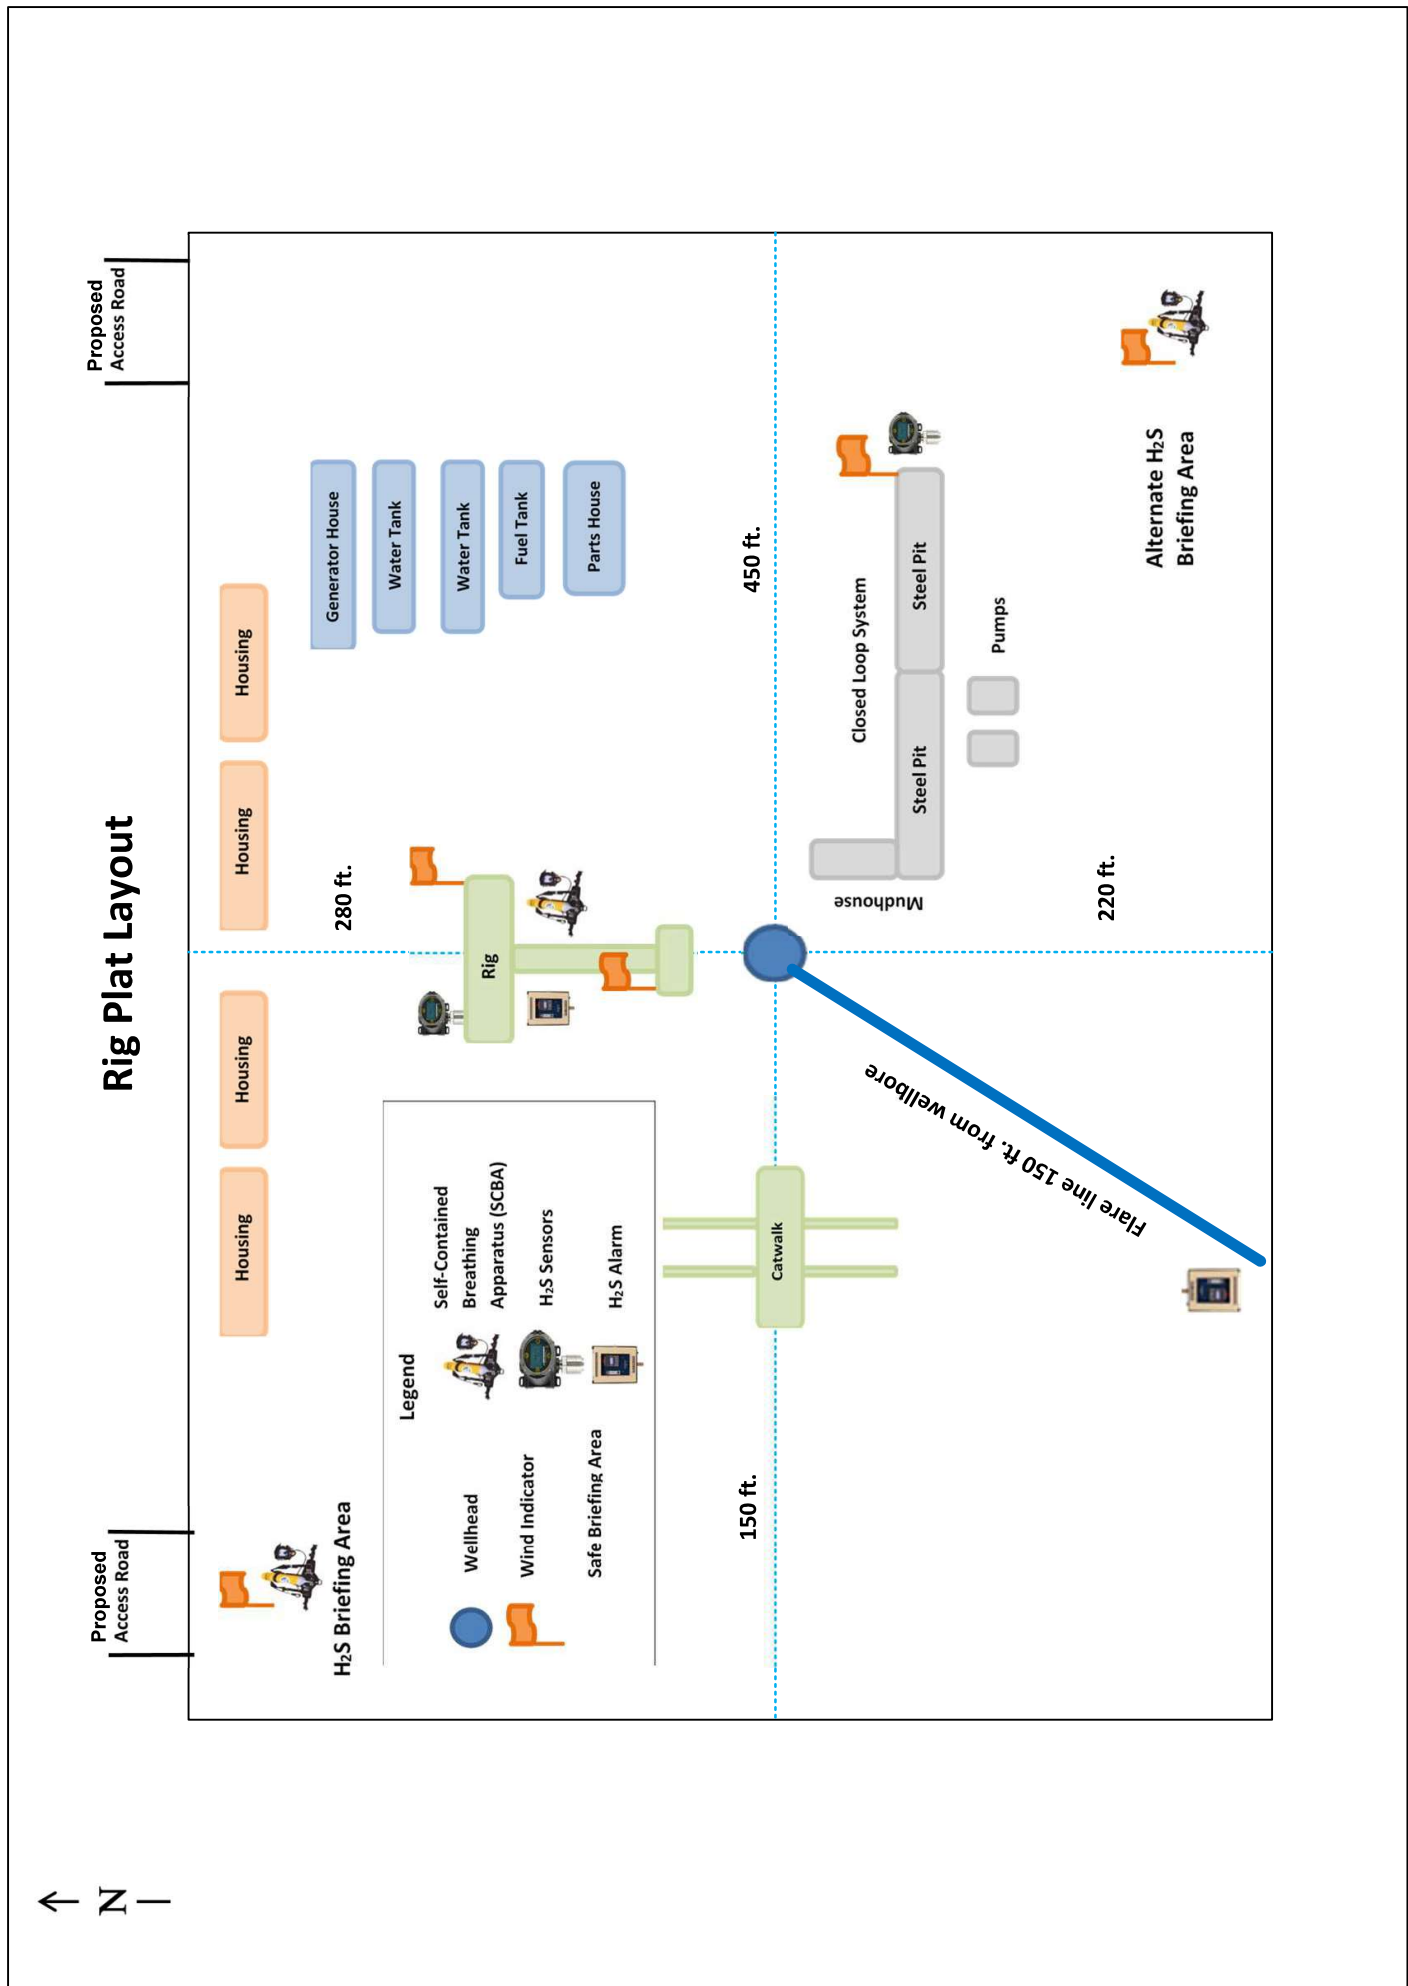 Rig Plat Layout
Proposed
Access Road
Proposed
Access Road
H₂S Briefing Area
Housing
Housing
Housing
Housing
280 ft.
Generator House
Water Tank
Water Tank
Fuel Tank
Parts House
Rig
Legend
Wellhead
Wind Indicator
Safe Briefing Area
Self-Contained
Breathing
Apparatus (SCBA)
H₂S Sensors
H₂S Alarm
150 ft.
450 ft.
Catwalk
Mudhouse
Closed Loop System
Steel Pit
Steel Pit
Pumps
Flare line 150 ft. from wellbore
220 ft.
Alternate H₂S
Briefing Area
N